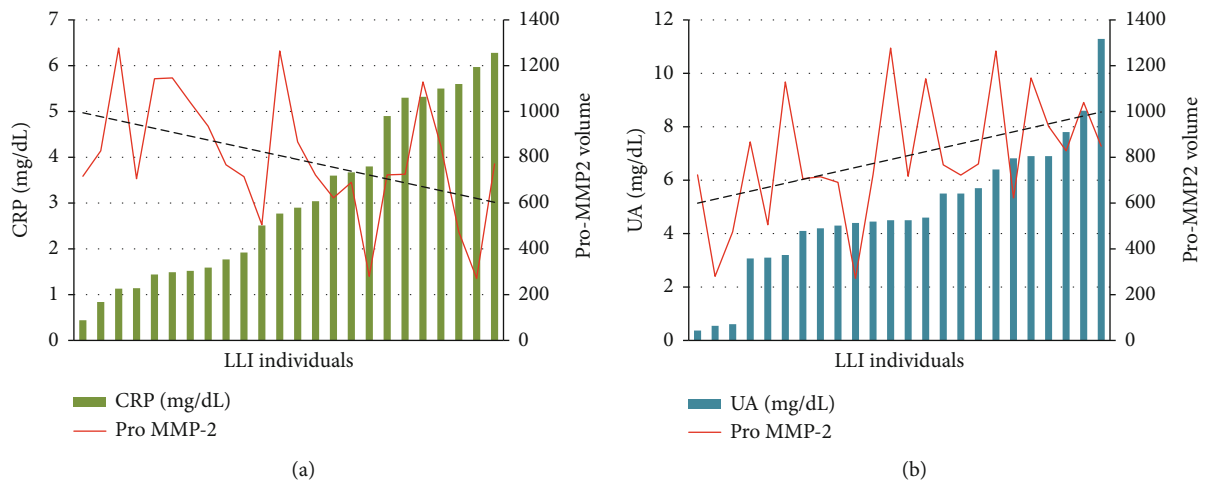 7
6
5
4
3
2
1
0
CRP (mg/dL)
1400
1200
1000
800
600
400
200
0
Pro-MMP2 volume
LLI individuals
CRP (mg/dL)
Pro MMP-2
(a)
12
10
8
6
4
2
0
UA (mg/dL)
1400
1200
1000
800
600
400
200
0
Pro-MMP2 volume
LLI individuals
UA (mg/dL)
Pro MMP-2
(b)